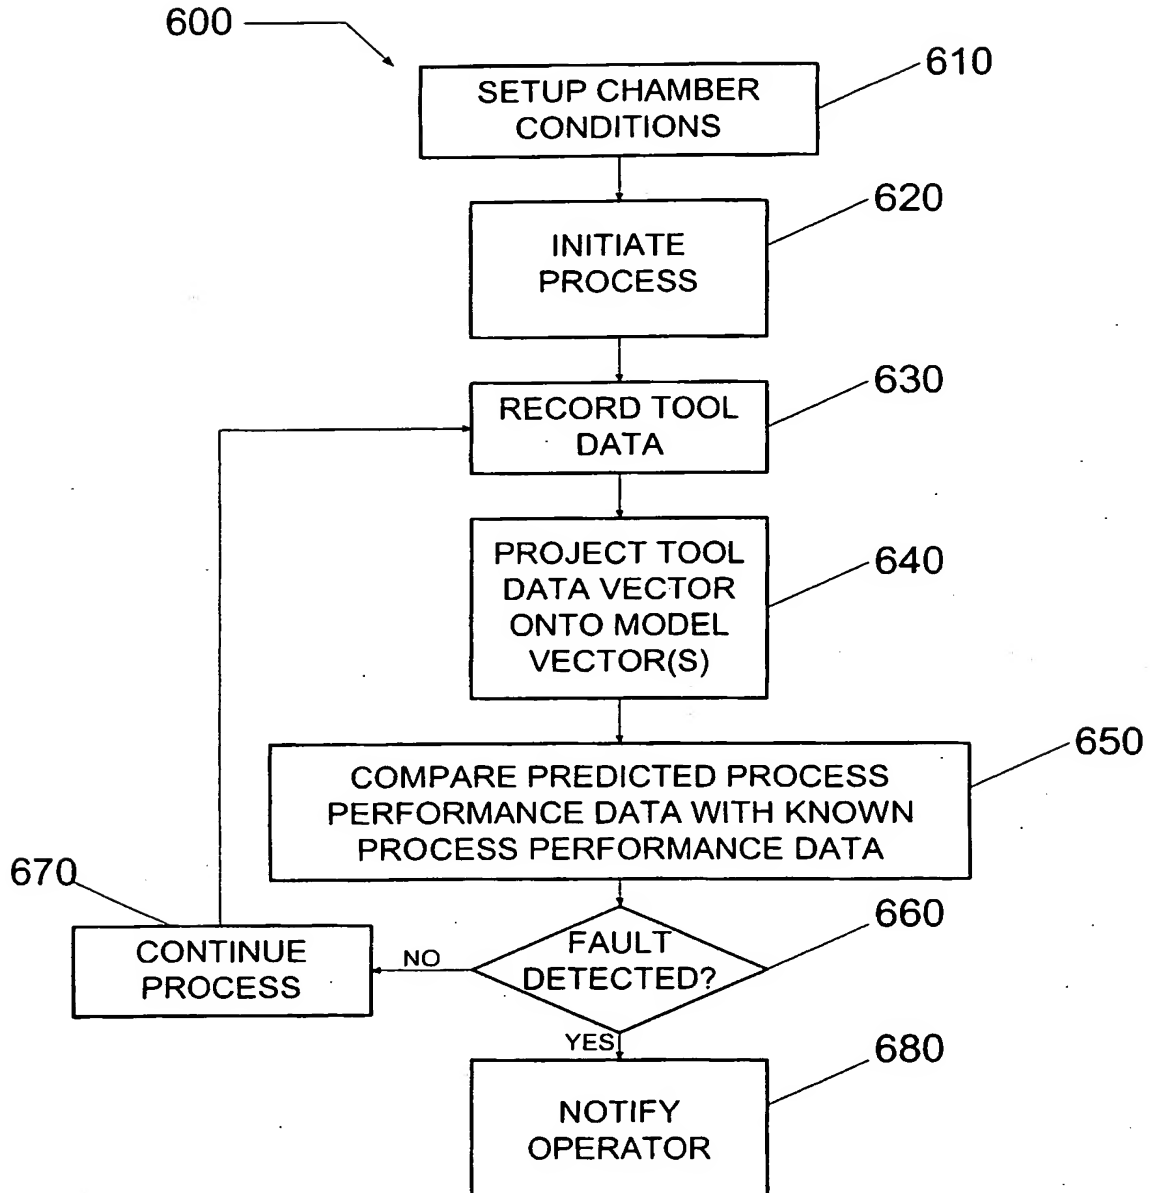 600
610
SETUP CHAMBER
CONDITIONS
620
INITIATE
PROCESS
630
RECORD TOOL
DATA
640
PROJECT TOOL
DATA VECTOR
ONTO MODEL
VECTOR(S)
650
COMPARE PREDICTED PROCESS
PERFORMANCE DATA WITH KNOWN
PROCESS PERFORMANCE DATA
670
660
CONTINUE
PROCESS
NO
FAULT
DETECTED?
YES
680
NOTIFY
OPERATOR